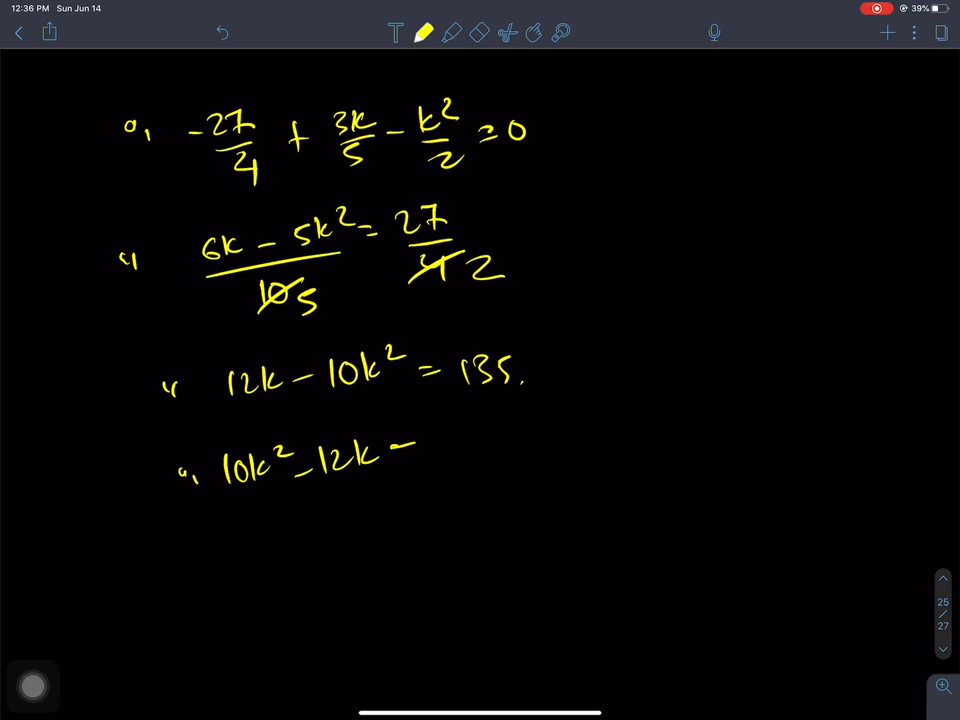 12:36 PM Sun Jun 14
39%
-27/4 + 3k/5 - k²/2 = 0
(6k - 5k²)/10 5 = 27/4 2
12k - 10k² = 135.
10k² - 12k -
25
/
27